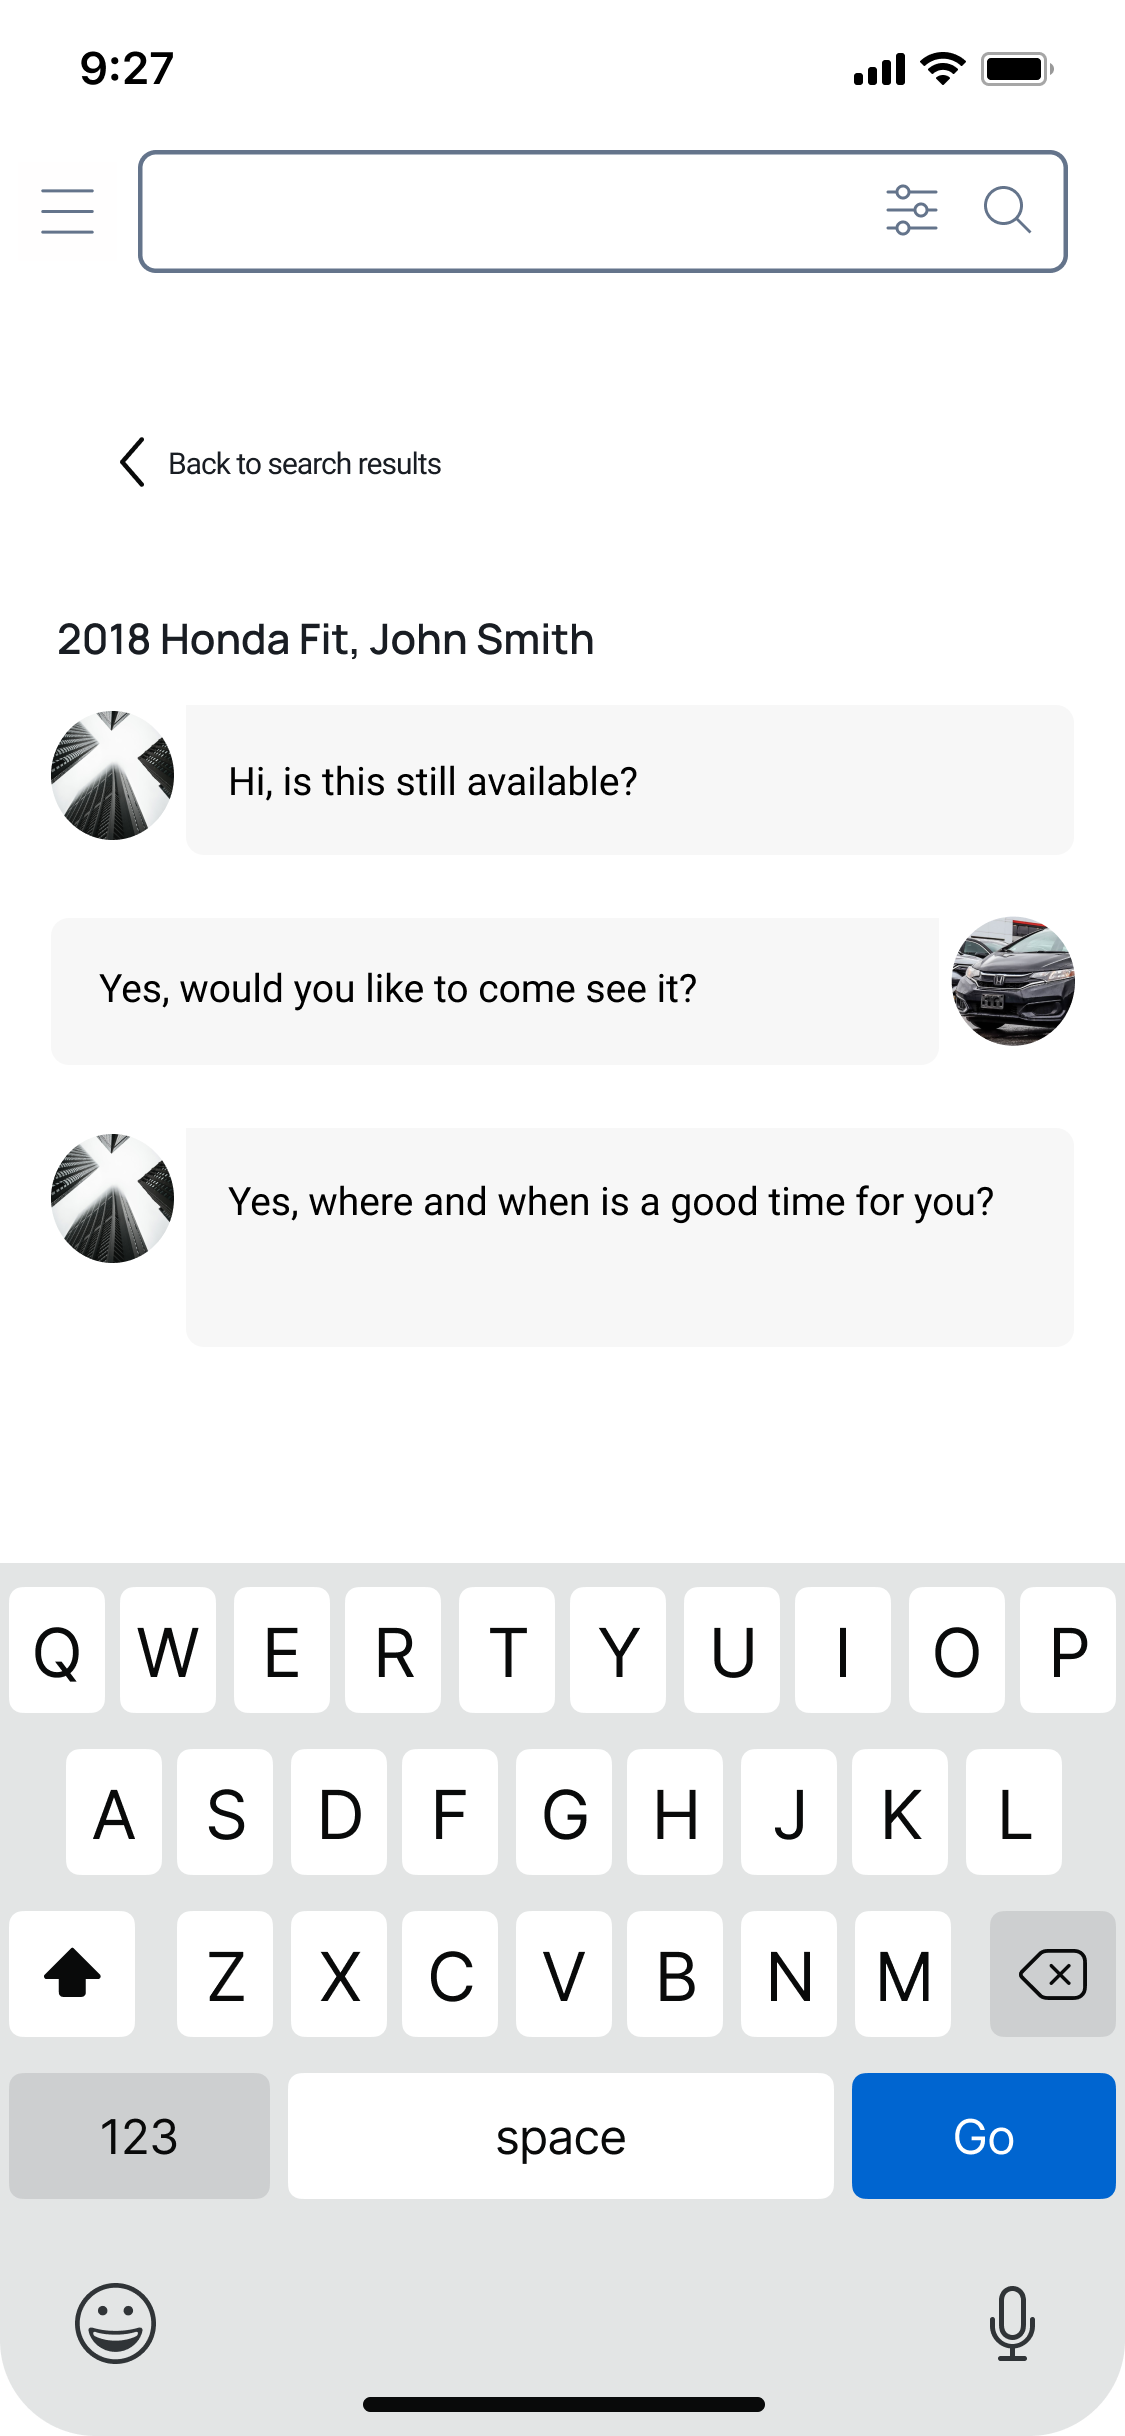 9:27
Back to search results
2018 Honda Fit, John Smith
Hi, is this still available?
Yes, would you like to come see it?
Yes, where and when is a good time for you?
Q W E R T Y U I O P
A S D F G H J K L
Z X C V B N M
123 space Go